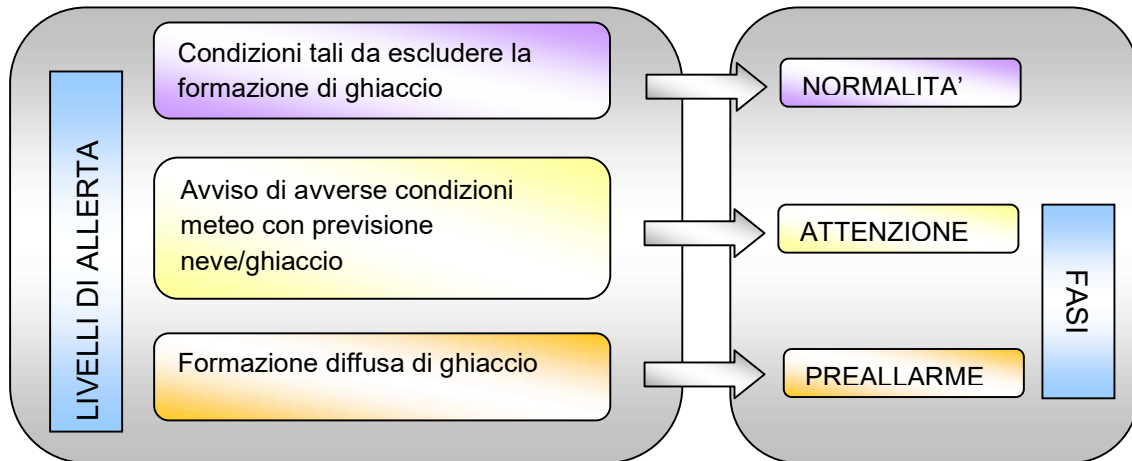 LIVELLI DI ALLERTA
Condizioni tali da escludere la
formazione di ghiaccio
NORMALITA’
Avviso di avverse condizioni
meteo con previsione
neve/ghiaccio
ATTENZIONE
Formazione diffusa di ghiaccio
PREALLARME
FASI